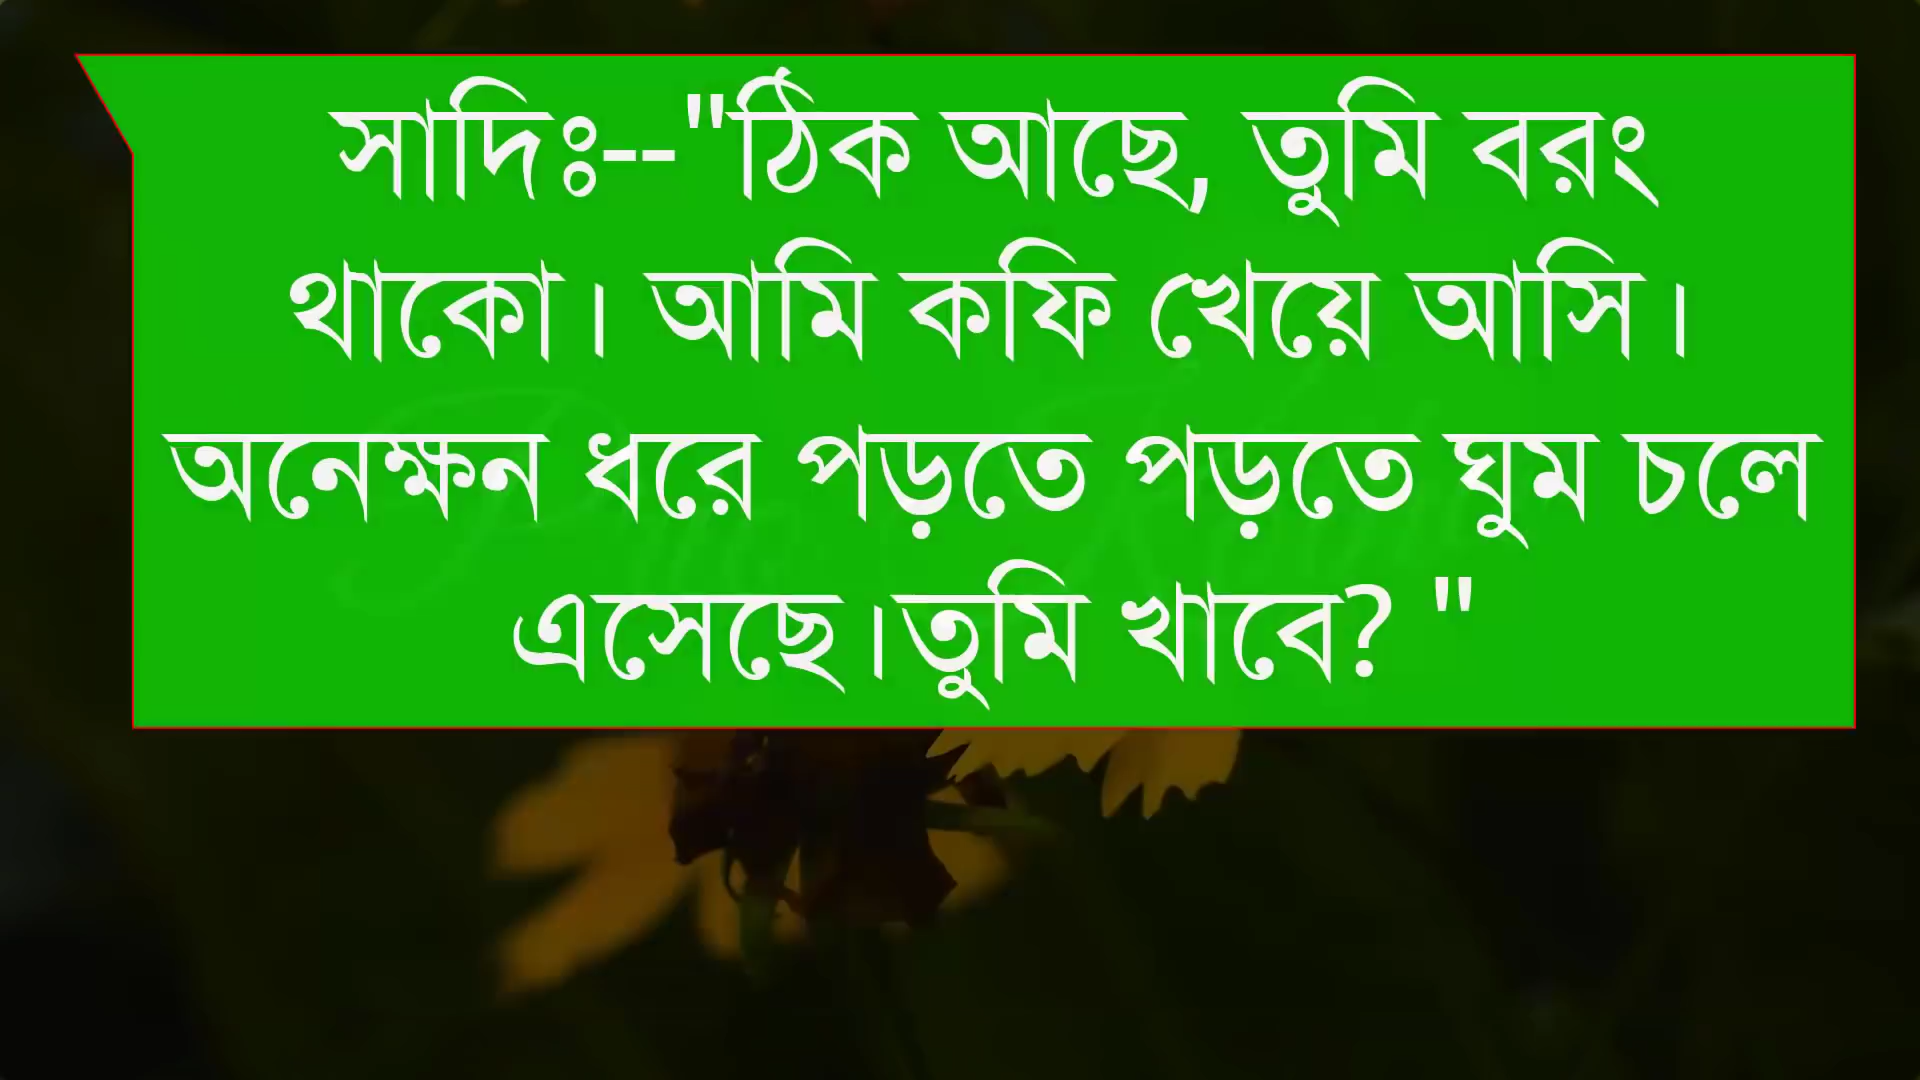 সাদিঃ--"ঠিক আছে, তুমি বরং
থাকো। আমি কফি খেয়ে আসি।
অনেক্ষন ধরে পড়তে পড়তে ঘুম চলে
এসেছে।তুমি খাবে? "